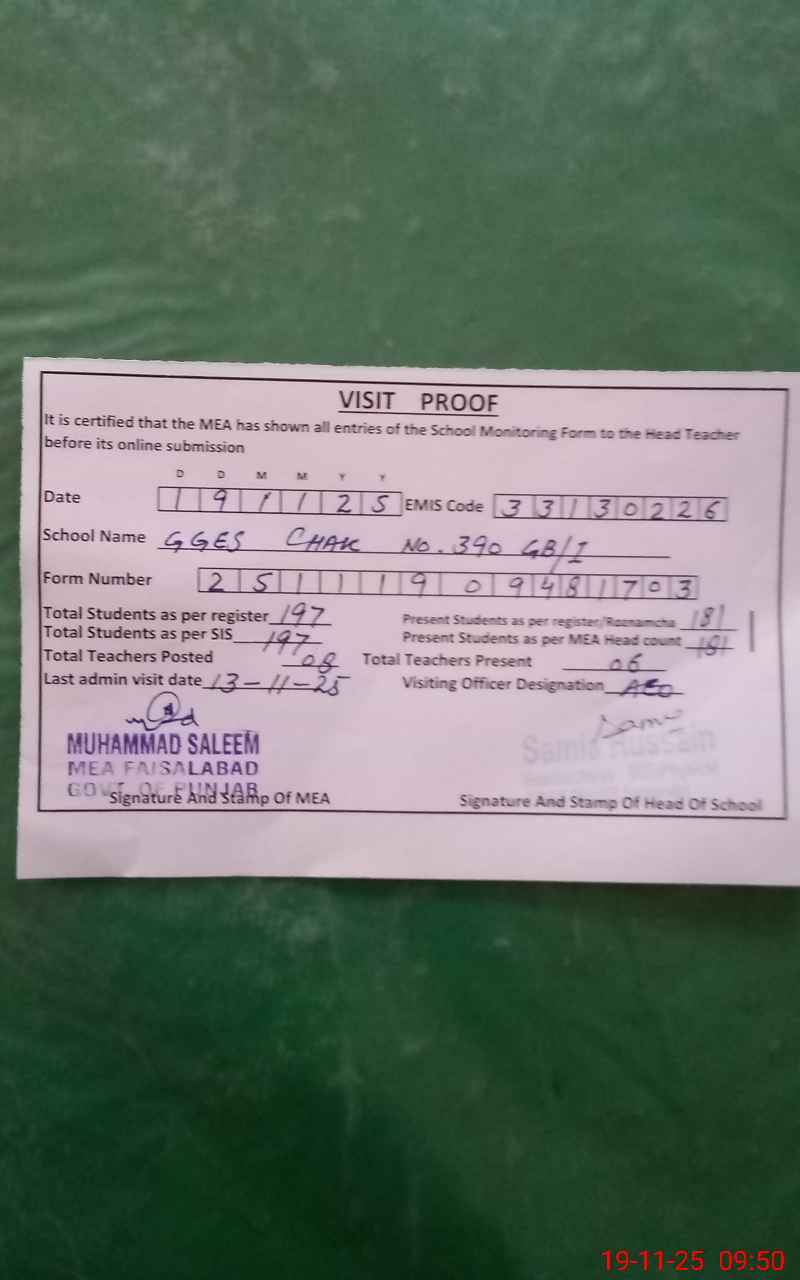 VISIT PROOF
It is certified that the MEA has shown all entries of the School Monitoring Form to the Head Teacher
before its online submission
D D M M Y Y
Date 1 9 1 1 2 5 EMIS Code 3 3 1 3 0 2 2 6
School Name GGES CHAK NO. 390 GB/I
Form Number 2 5 1 1 1 9 0 9 4 8 1 7 0 3
Total Students as per register 197 Present Students as per register/Roznamcha 181
Total Students as per SIS 197 Present Students as per MEA Head count 181
Total Teachers Posted 08 Total Teachers Present 06
Last admin visit date 13-11-25 Visiting Officer Designation AEO
MUHAMMAD SALEEM Samia Hussain
MEA FAISALABAD
GOVT. OF PUNJAB
Signature And Stamp Of MEA Signature And Stamp Of Head Of School
19-11-25 09:50